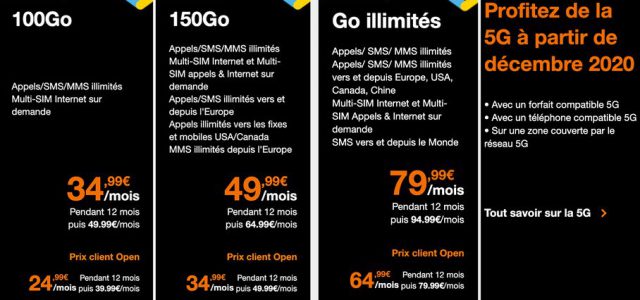 100Go
Appels/SMS/MMS illimités
Multi-SIM Internet sur
demande
34,99€/mois
Pendant 12 mois
puis 49.99€/mois
Prix client Open
24,99€/mois Pendant 12 mois
puis 39.99€/mois
150Go
Appels/SMS/MMS illimités
Multi-SIM Internet et Multi-
SIM appels & Internet sur
demande
Appels/SMS illimités vers et
depuis l'Europe
Appels illimités vers les fixes
et mobiles USA/Canada
MMS illimités depuis l'Europe
49,99€/mois
Pendant 12 mois
puis 64.99€/mois
Prix client Open
34,99€/mois Pendant 12 mois
puis 49.99€/mois
Go illimités
Appels/ SMS/ MMS illimités
Appels/ SMS/ MMS illimités
vers et depuis Europe, USA,
Canada, Chine
Multi-SIM Internet et Multi-
SIM Appels & Internet sur
demande
SMS vers et depuis le Monde
79,99€/mois
Pendant 12 mois
puis 94.99€/mois
Prix client Open
64,99€/mois Pendant 12 mois
puis 79.99€/mois
Profitez de la
5G à partir de
décembre 2020
• Avec un forfait compatible 5G
• Avec un téléphone compatible 5G
• Sur une zone couverte par le
réseau 5G
Tout savoir sur la 5G >